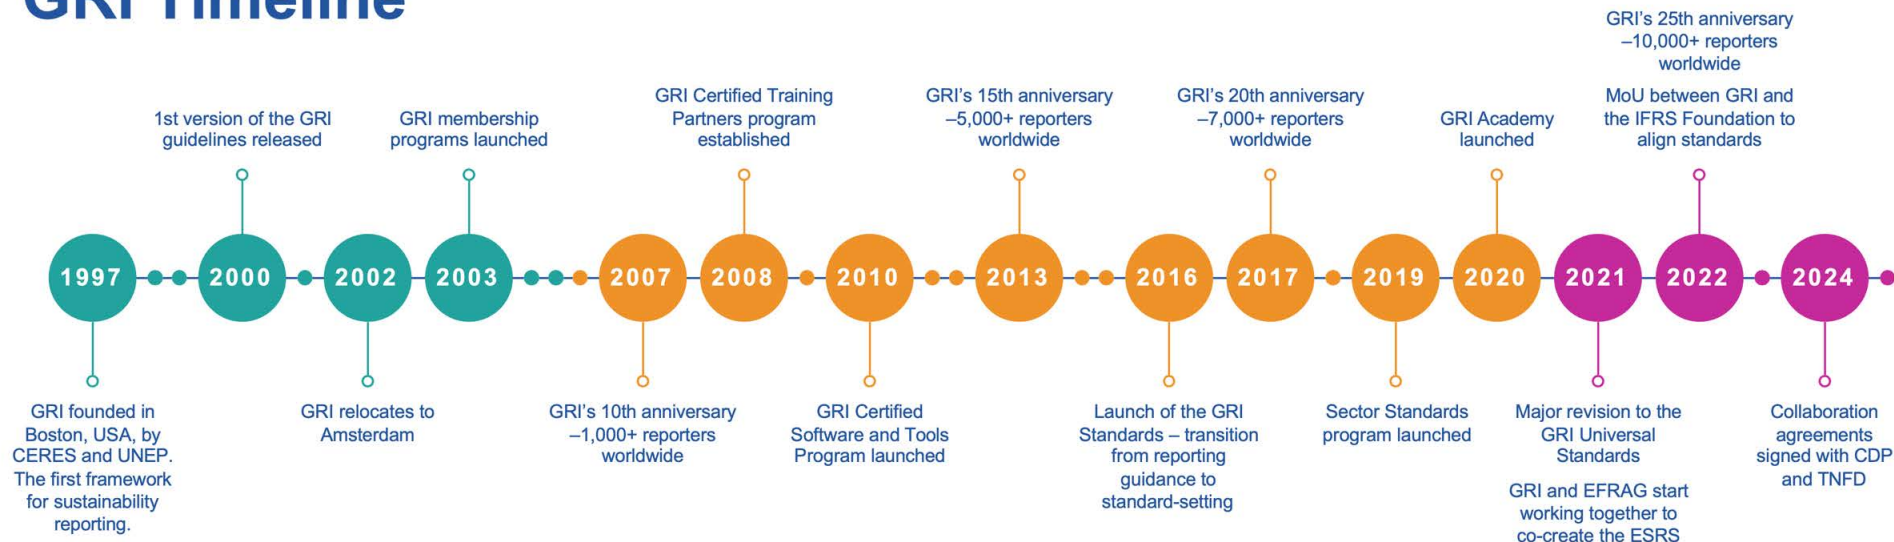 GRI Timeline
1997
GRI founded in
Boston, USA, by
CERES and UNEP.
The first framework
for sustainability
reporting.
1st version of the GRI
guidelines released
2000
2002
GRI relocates to
Amsterdam
GRI membership
programs launched
2003
2007
GRI's 10th anniversary
–1,000+ reporters
worldwide
GRI Certified Training
Partners program
established
2008
2010
GRI Certified
Software and Tools
Program launched
GRI's 15th anniversary
–5,000+ reporters
worldwide
2013
2016
Launch of the GRI
Standards – transition
from reporting
guidance to
standard-setting
GRI's 20th anniversary
–7,000+ reporters
worldwide
2017
2019
Sector Standards
program launched
GRI Academy
launched
2020
2021
Major revision to the
GRI Universal
Standards
GRI and EFRAG start
working together to
co-create the ESRS
GRI's 25th anniversary
–10,000+ reporters
worldwide
MoU between GRI and
the IFRS Foundation to
align standards
2022
2024
Collaboration
agreements
signed with CDP
and TNFD